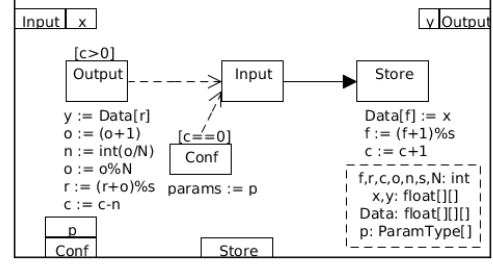 Input x
y Output
[c>0]
Output
Input
Store
y := Data[r]
o := (o+1)
n := int(o/N)
o := o%N
r := (r+o)%s
c := c-n
[c==0]
Conf
params := p
Data[f] := x
f := (f+1)%s
c := c+1
f,r,c,o,n,s,N: int
x,y: float[][]
Data: float[][][]
p: ParamType[]
p
Conf
Store